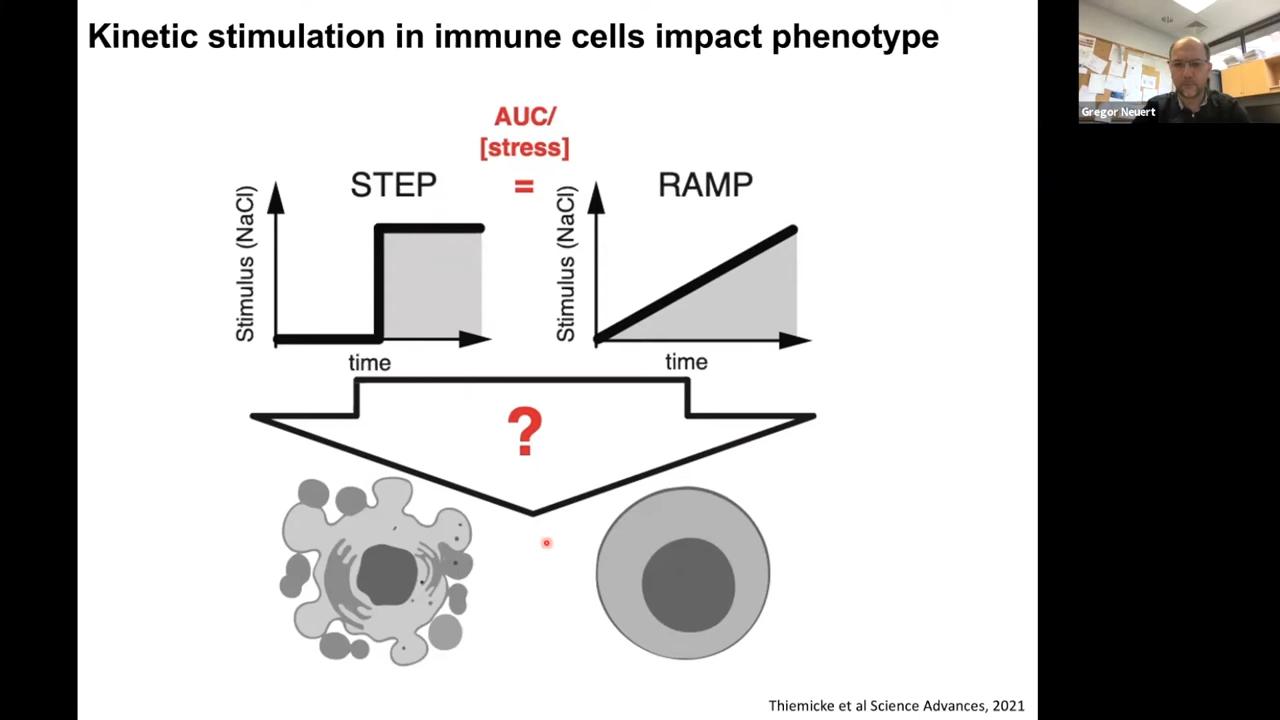 Kinetic stimulation in immune cells impact phenotype
Gregor Neuert
AUC/
[stress]
=
STEP
RAMP
Stimulus (NaCl)
Stimulus (NaCl)
time
time
?
Thiemicke et al Science Advances, 2021